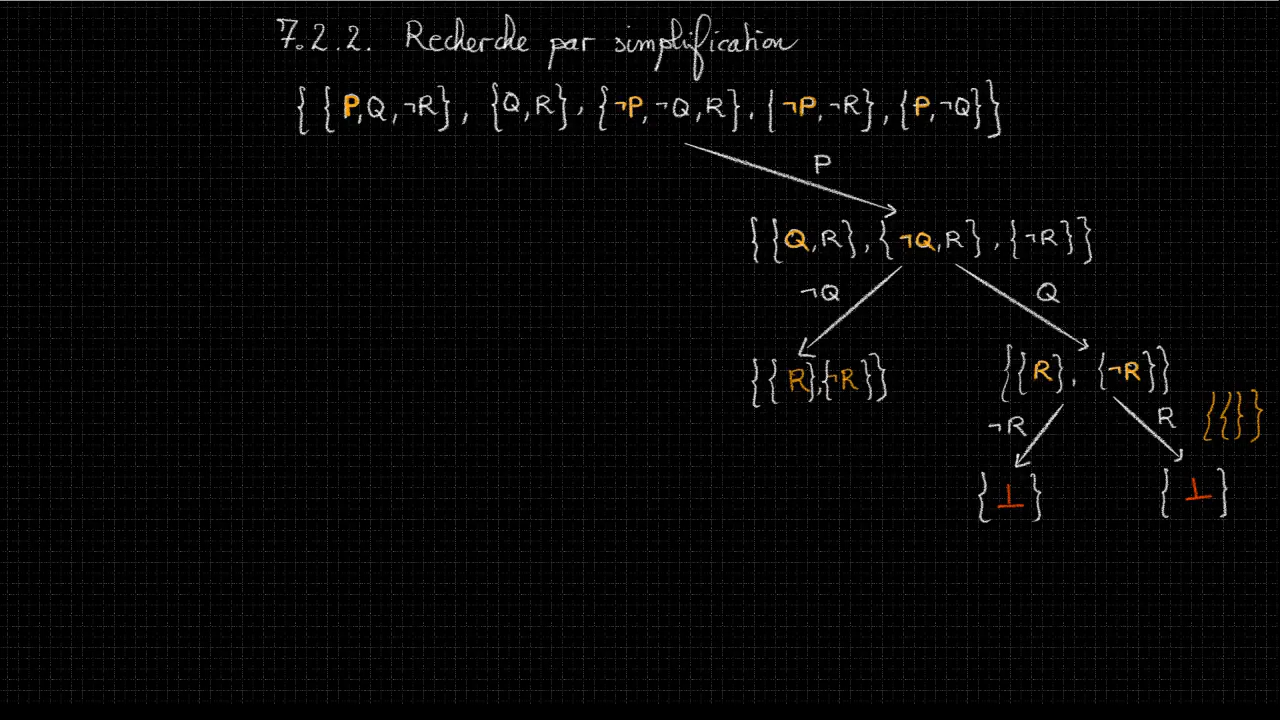 7.2.2. Recherche par simplification
{ { P, Q, ¬R }, { Q, R }, { ¬P, ¬Q, R }, { ¬P, ¬R }, { P, ¬Q } }
P
{ { Q, R }, { ¬Q, R }, { ¬R } }
¬Q Q
{ { R }, { ¬R } } { { R }, { ¬R } }
¬R R { { } }
{ ⊥ } { ⊥ }